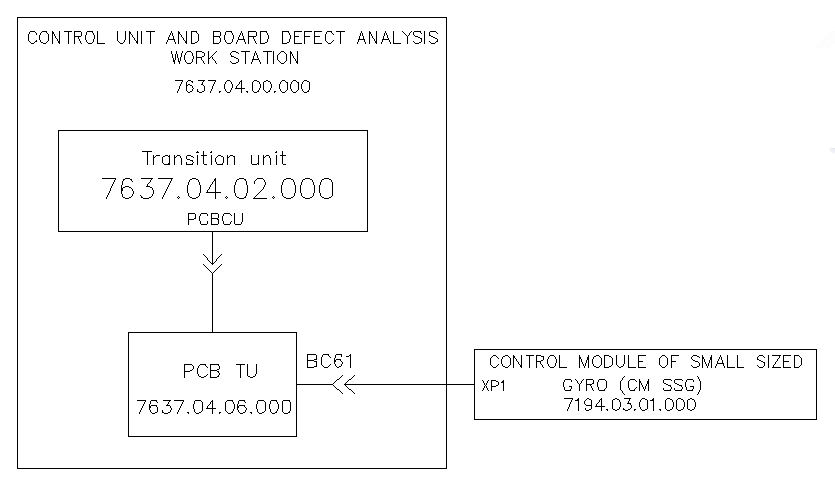 CONTROL UNIT AND BOARD DEFECT ANALYSIS
WORK STATION
7637.04.00.000
Transition unit
7637.04.02.000
PCBCU
PCB TU
7637.04.06.000
BC61
XP1
CONTROL MODULE OF SMALL SIZED
GYRO (CM SSG)
7194.03.01.000